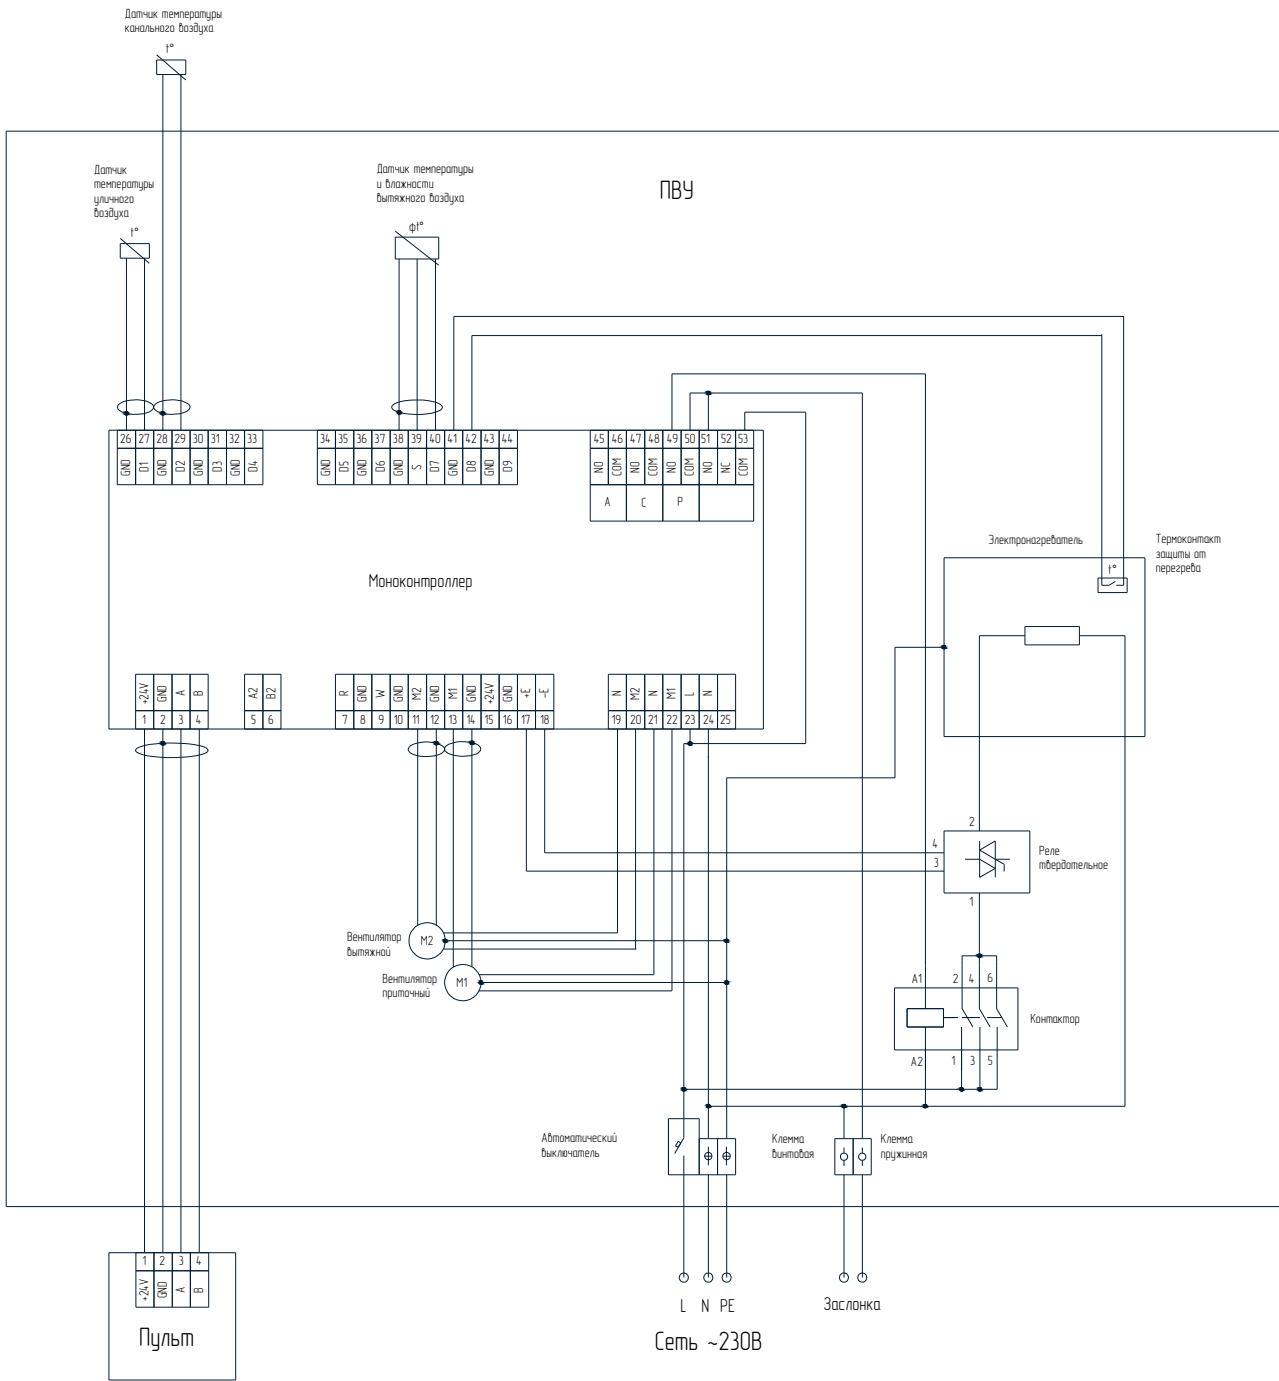 Датчик температуры
канального воздуха
t°
Датчик
температуры
уличного
воздуха
t°
Датчик температуры
и влажности
вытяжного воздуха
φt°
ПВУ
26 27 28 29 30 31 32 33
GND D1 GND D2 GND D3 GND D4
34 35 36 37 38 39 40 41 42 43 44
GND D5 GND D6 GND S D7 GND D8 GND D9
45 46 47 48 49 50 51 52 53
NO COM NO COM NO COM NO NC COM
A C P
Моноконтроллер
Электронагреватель
Термоконтакт
защиты от
перегрева
t°
+24V GND A B
1 2 3 4
A2 B2
5 6
R GND W GND M2 GND M1 GND +24V GND +E -E
7 8 9 10 11 12 13 14 15 16 17 18
N M2 N M1 L N
19 20 21 22 23 24 25
2
4
3
Реле
твердотельное
1
Вентилятор
вытяжной
M2
Вентилятор
приточный
M1
A1 2 4 6
Контактор
A2 1 3 5
Автоматический
выключатель
Клемма
винтовая
Клемма
пружинная
1 2 3 4
+24V GND A B
Пульт
L N PE
Заслонка
Сеть ~230В